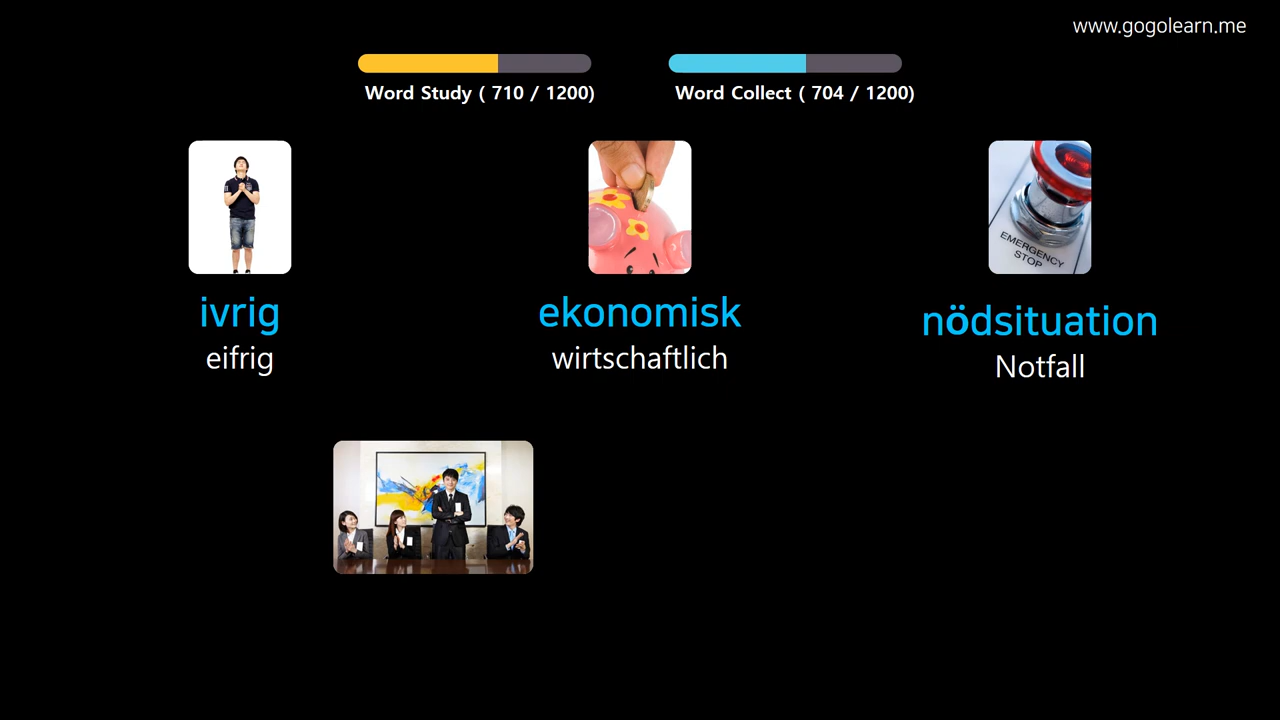 www.gogolearn.me
Word Study ( 710 / 1200)
Word Collect ( 704 / 1200)
EMERGENCY
STOP
ivrig
ekonomisk
nödsituation
eifrig
wirtschaftlich
Notfall